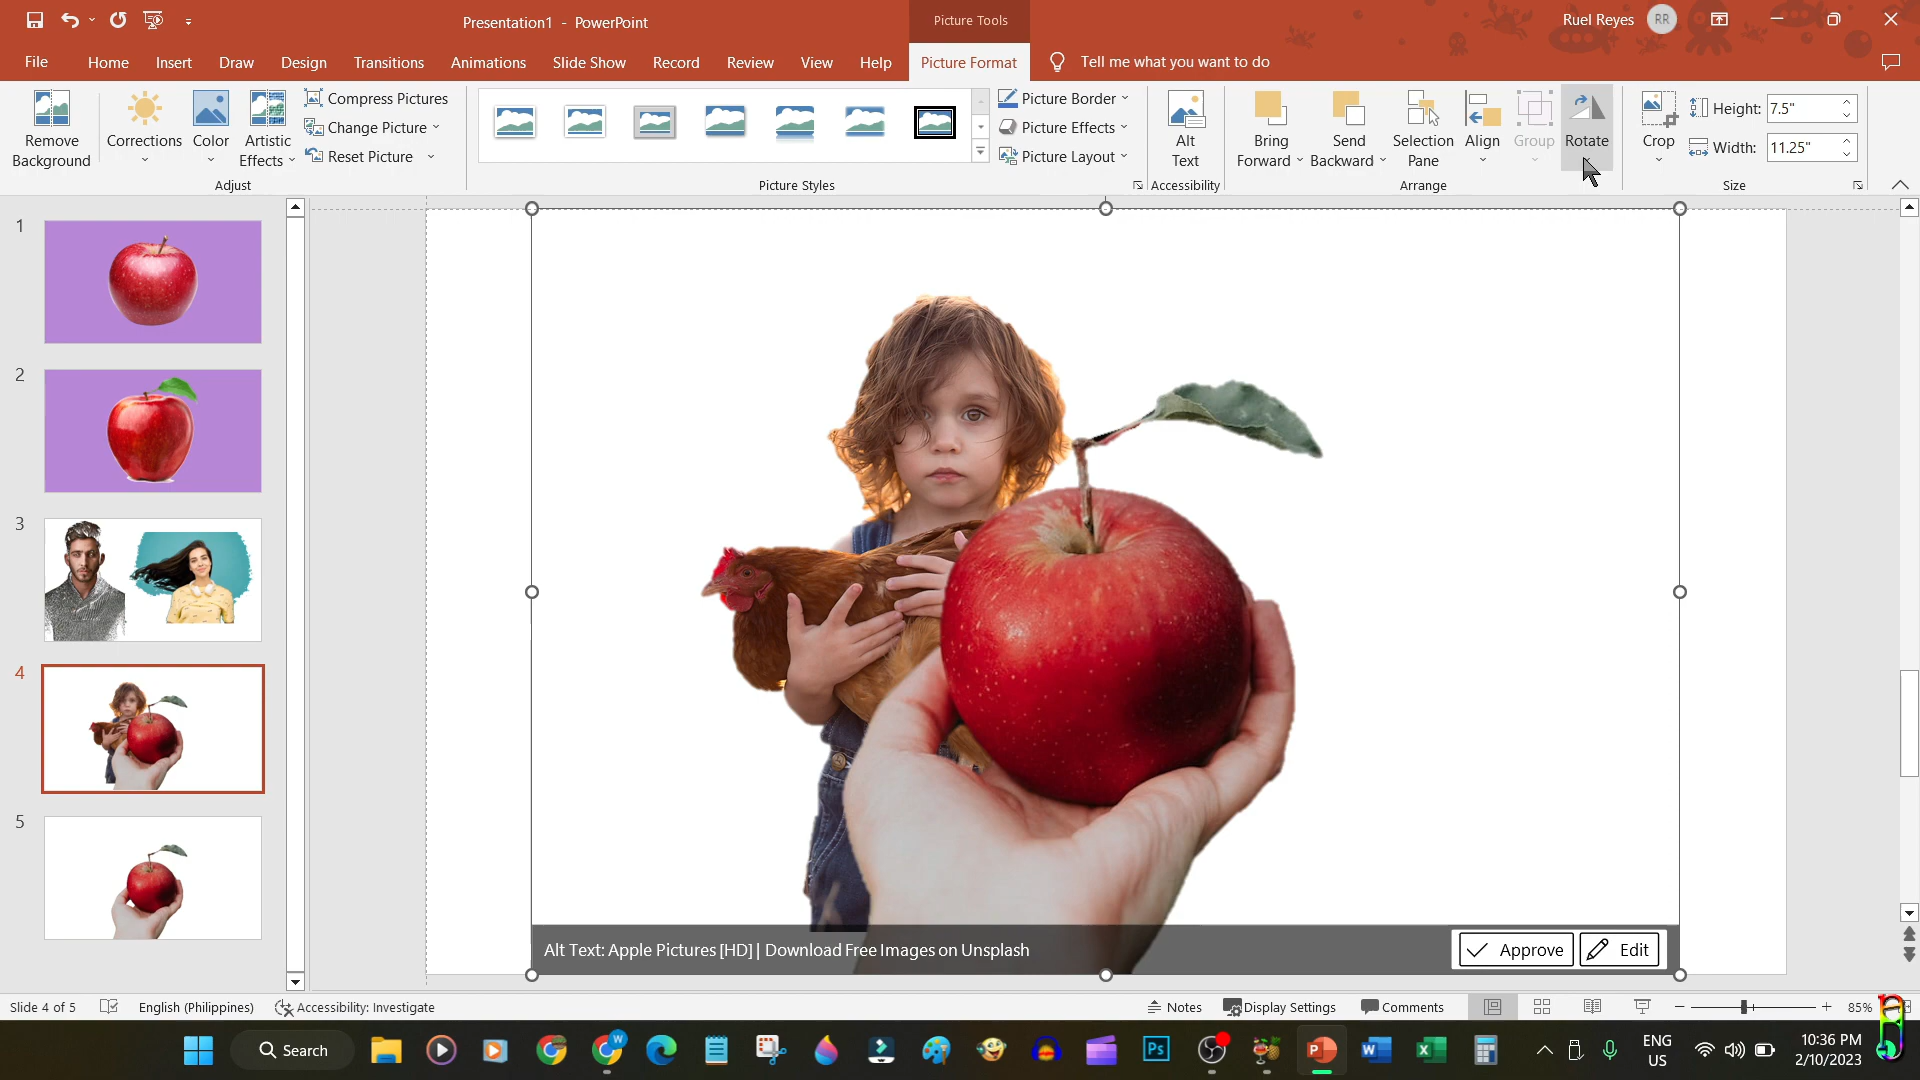 Presentation1 - PowerPoint
Picture Tools
Ruel Reyes
RR
File
Home
Insert
Draw
Design
Transitions
Animations
Slide Show
Record
Review
View
Help
Picture Format
Tell me what you want to do
Remove
Background
Corrections
Color
Artistic
Effects
Compress Pictures
Change Picture
Reset Picture
Adjust
Picture Styles
Picture Border
Picture Effects
Picture Layout
Alt
Text
Accessibility
Bring
Forward
Send
Backward
Selection
Pane
Align
Group
Rotate
Arrange
Crop
Height: 7.5"
Width: 11.25"
Size
1
2
3
4
5
Alt Text: Apple Pictures [HD] | Download Free Images on Unsplash
Approve
Edit
Slide 4 of 5
English (Philippines)
Accessibility: Investigate
Notes
Display Settings
Comments
85%
Search
W
Ps
P
W
X
ENG
US
10:36 PM
2/10/2023